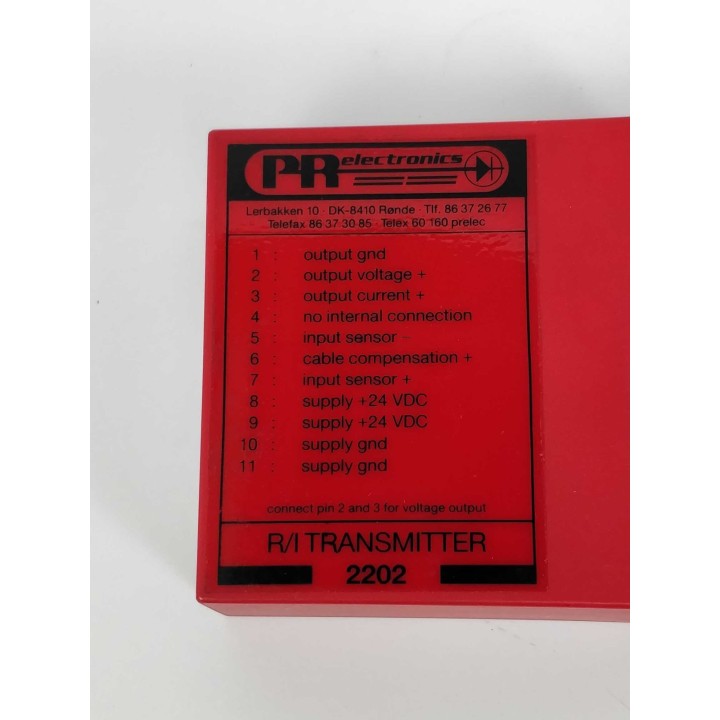 PR electronics
Lerbakken 10 · DK-8410 Rønde · Tlf. 86 37 26 77
Telefax 86 37 30 85 · Telex 60 160 prelec
1 : output gnd
2 : output voltage +
3 : output current +
4 : no internal connection
5 : input sensor -
6 : cable compensation +
7 : input sensor +
8 : supply +24 VDC
9 : supply +24 VDC
10 : supply gnd
11 : supply gnd
connect pin 2 and 3 for voltage output
R/I TRANSMITTER
2202